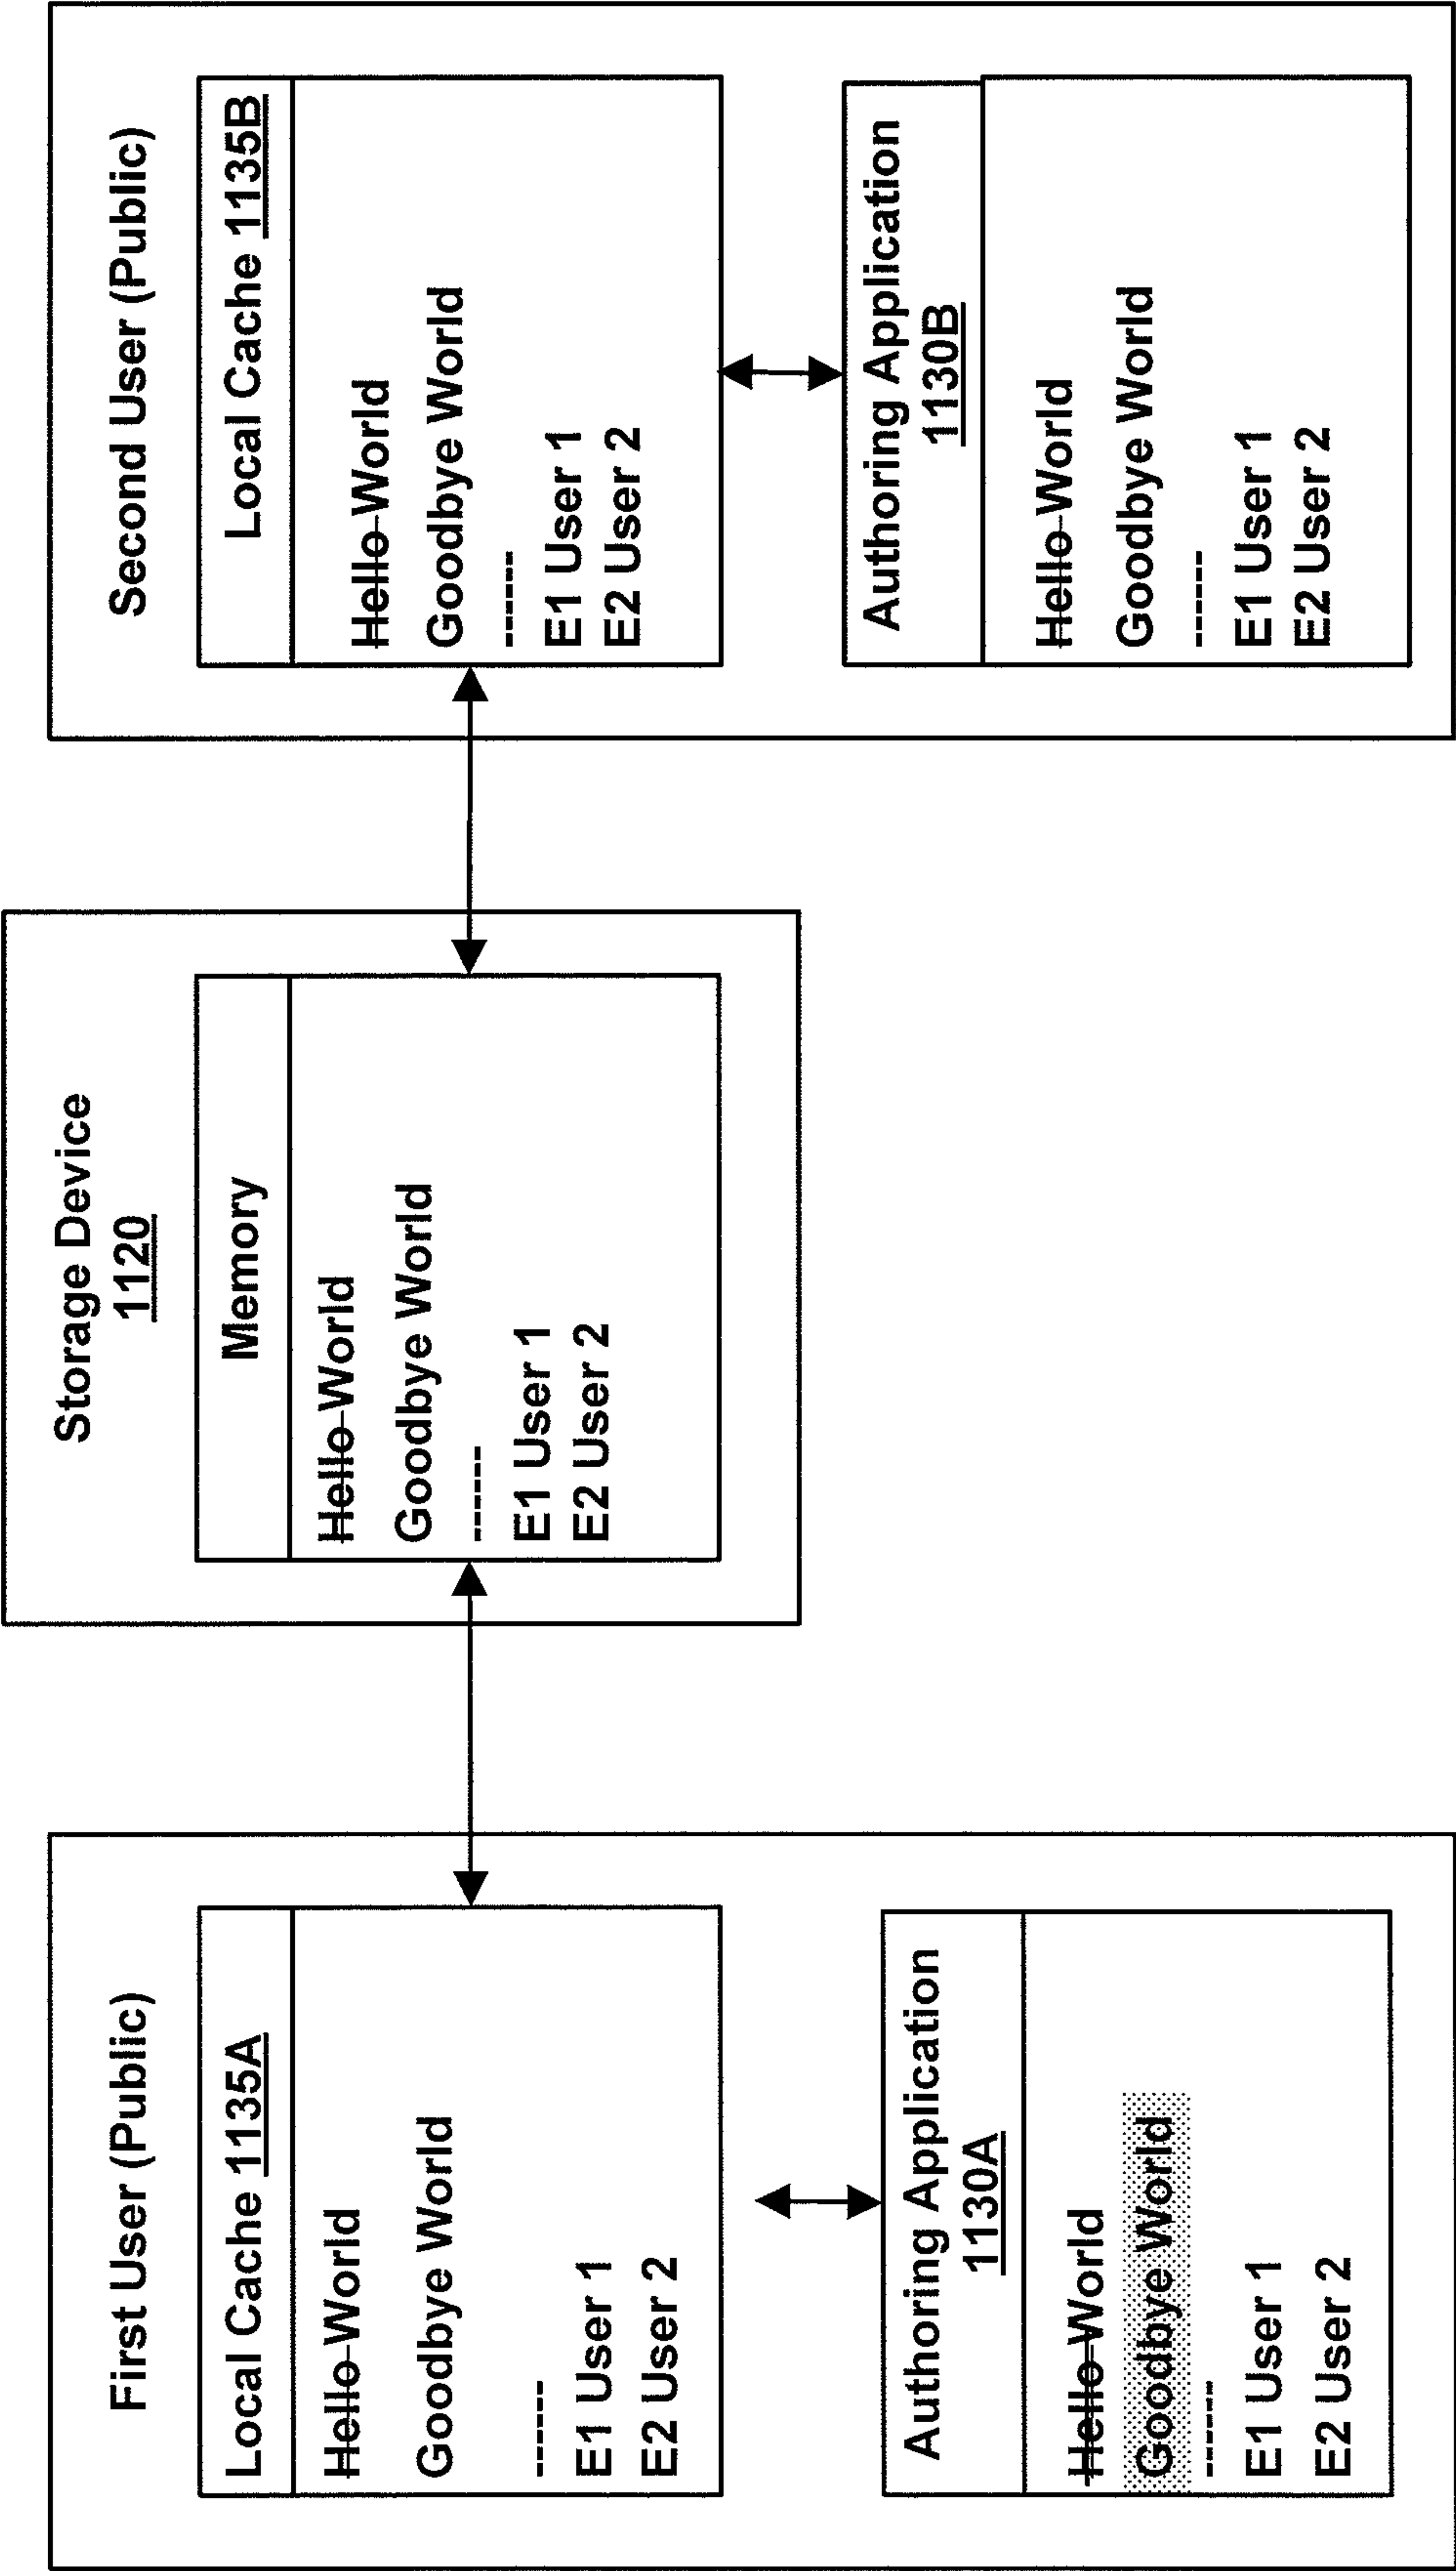 First User (Public)
Local Cache 1135A
Hello World
Goodbye World
------
E1 User 1
E2 User 2
Authoring Application
1130A
Hello World
Goodbye World
------
E1 User 1
E2 User 2
Storage Device
1120
Memory
Hello World
Goodbye World
------
E1 User 1
E2 User 2
Second User (Public)
Local Cache 1135B
Hello World
Goodbye World
------
E1 User 1
E2 User 2
Authoring Application
1130B
Hello World
Goodbye World
------
E1 User 1
E2 User 2